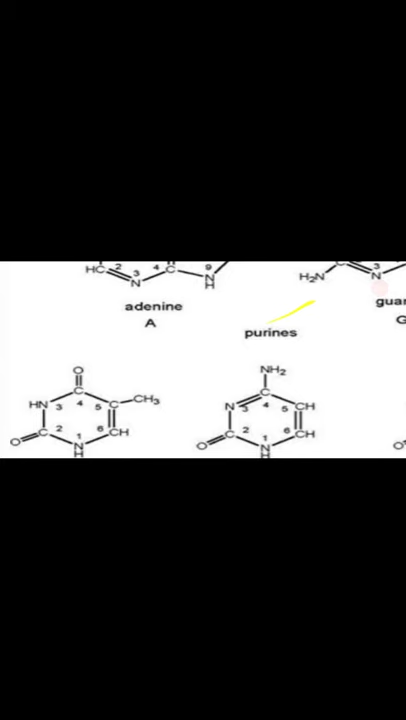 HC 2 3 N 4 C 9 N H
H₂N 3 N
adenine
A
guan
G
purines
O
HN 3 4 5 CH₃
C C
O 2 1 6 CH
C N H
NH₂
N 3 C 4 5 CH
O C 2 1 6 CH
N H
O